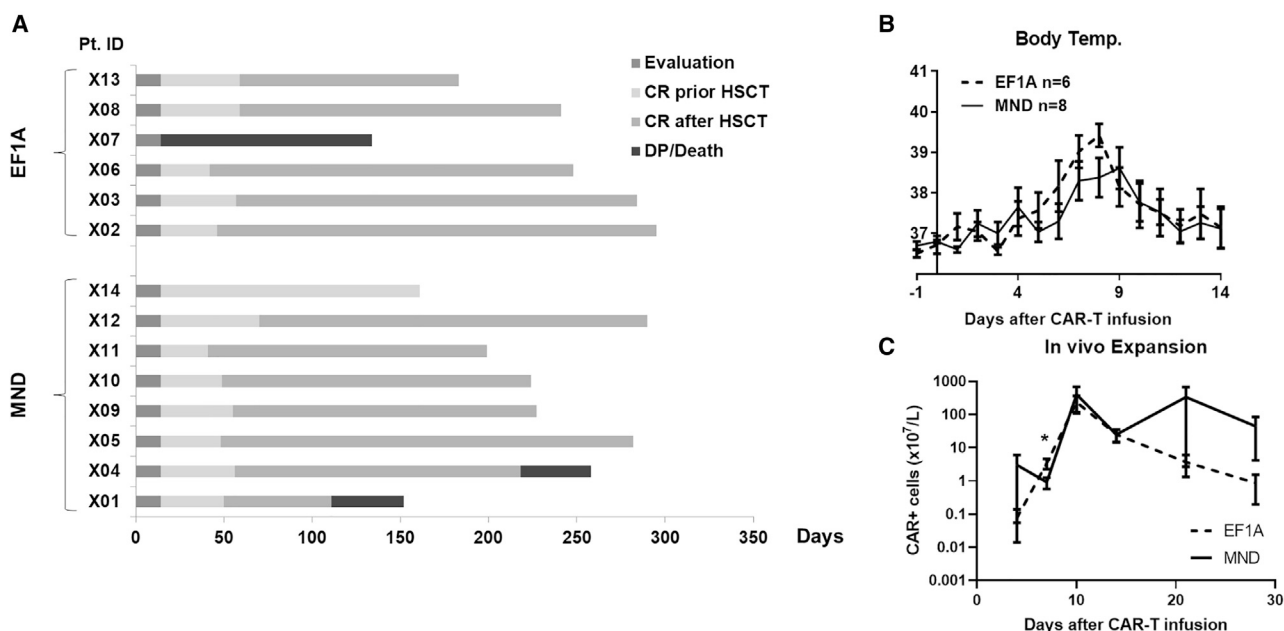 A
Pt. ID
EF1A
X13
X08
X07
X06
X03
X02
MND
X14
X12
X11
X10
X09
X05
X04
X01
0 50 100 150 200 250 300 350 Days
Evaluation
CR prior HSCT
CR after HSCT
DP/Death
B
Body Temp.
EF1A n=6
MND n=8
41
40
39
38
37
-1 4 9 14
Days after CAR-T infusion
C
In vivo Expansion
CAR+ cells (x10⁷/L)
1000
100
10
1
0.1
0.01
0.001
*
EF1A
MND
0 10 20 30
Days after CAR-T infusion